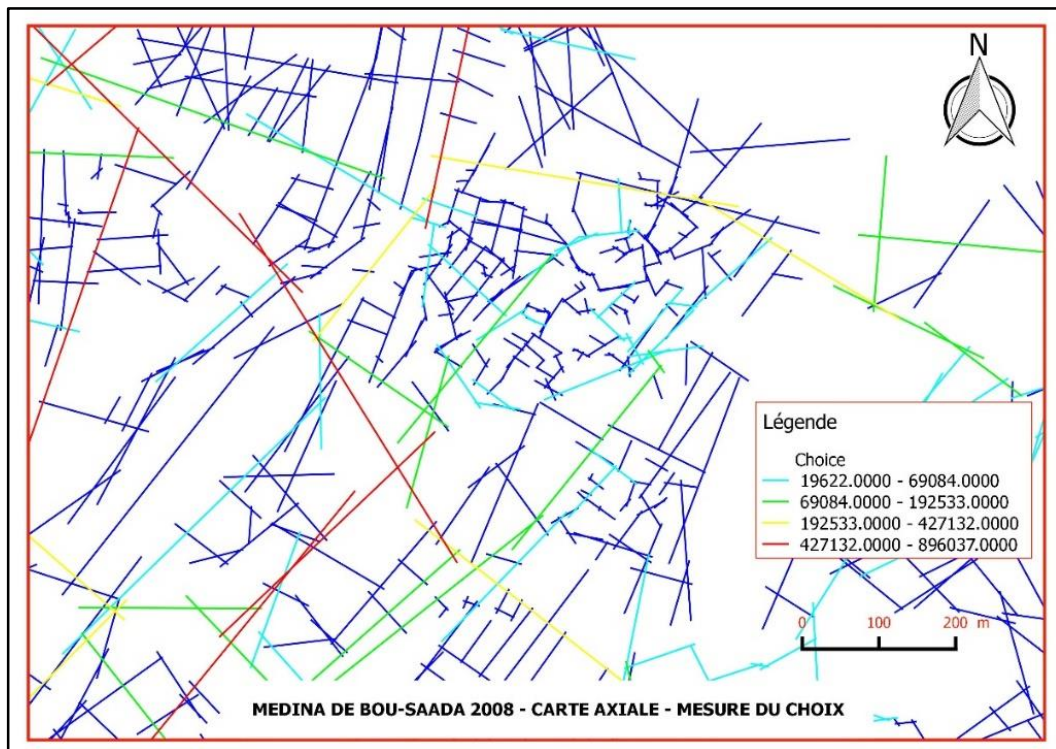 N
Légende
Choice
19622.0000 - 69084.0000
69084.0000 - 192533.0000
192533.0000 - 427132.0000
427132.0000 - 896037.0000
0 100 200 m
MEDINA DE BOU-SAADA 2008 - CARTE AXIALE - MESURE DU CHOIX